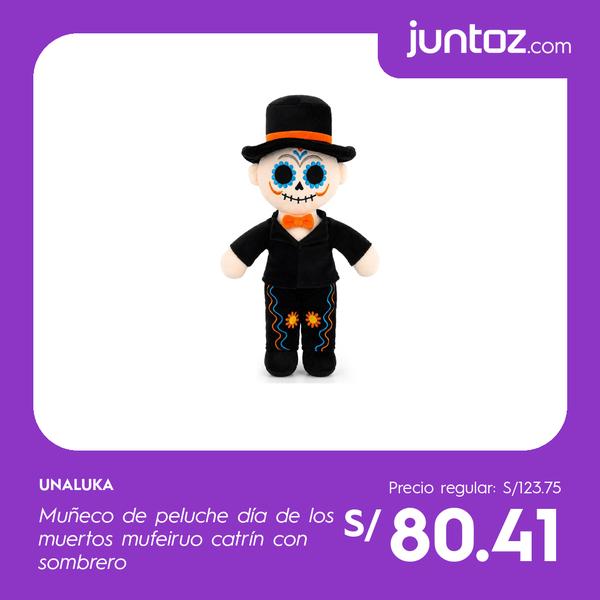 juntoz.com
UNALUKA
Precio regular: S/123.75
Muñeco de peluche día de los
muertos mufeiruo catrín con
sombrero
S/80.41